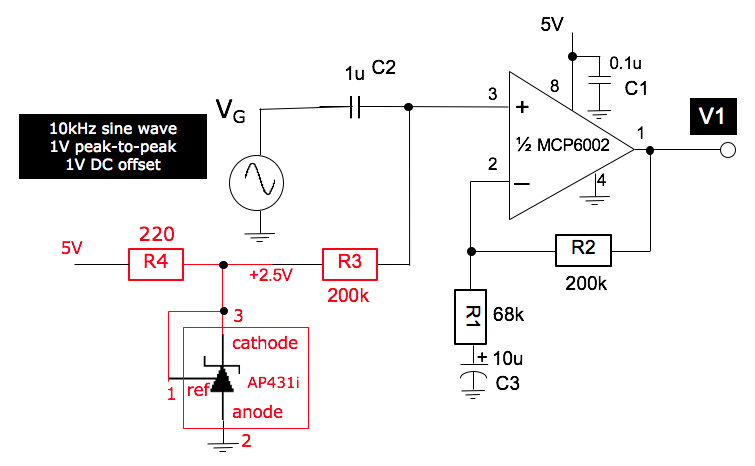 5V
1u C2
0.1u
C1
8
3
+
VG
V1
1
10kHz sine wave
1V peak-to-peak
1V DC offset
½ MCP6002
2
–
4
220
5V
R4
+2.5V
R3
200k
R2
200k
R1
68k
3
cathode
+ 10u
C3
ref
AP431i
1
anode
2